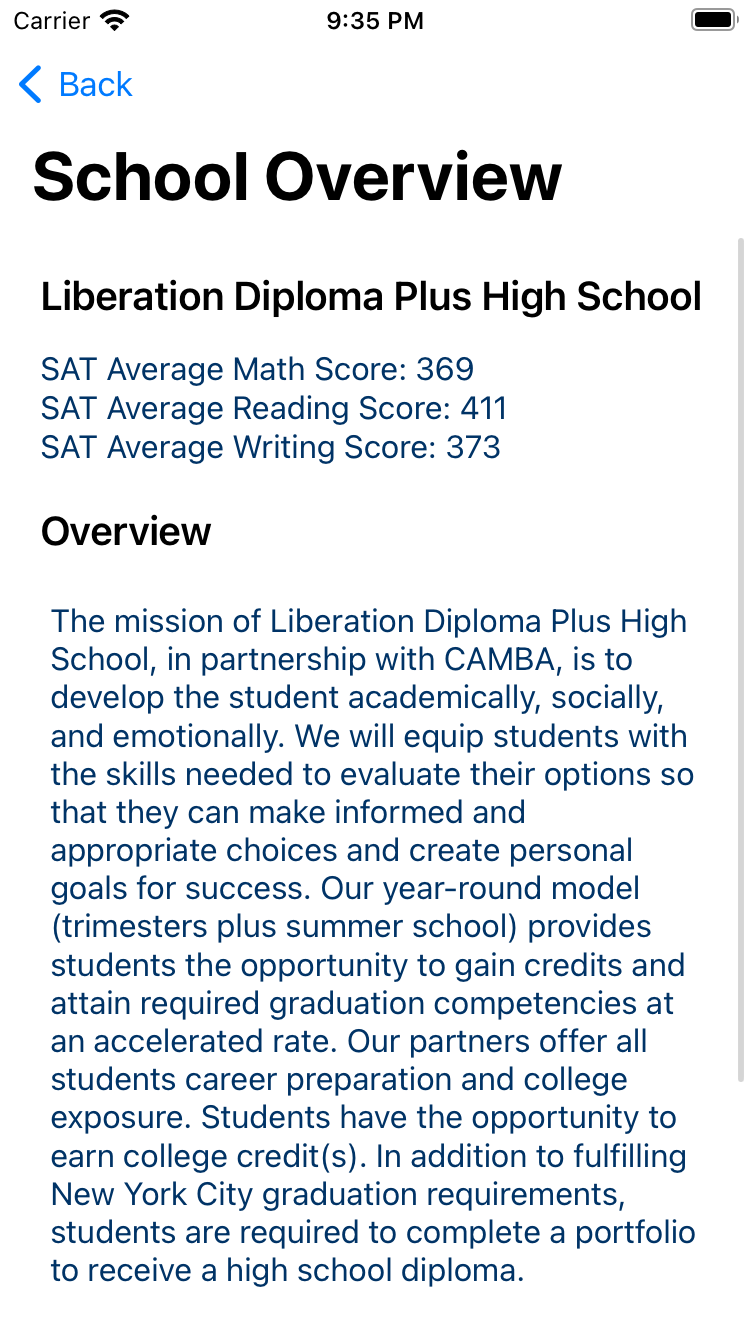 Carrier 9:35 PM
Back
School Overview
Liberation Diploma Plus High School
SAT Average Math Score: 369
SAT Average Reading Score: 411
SAT Average Writing Score: 373
Overview
The mission of Liberation Diploma Plus High
School, in partnership with CAMBA, is to
develop the student academically, socially,
and emotionally. We will equip students with
the skills needed to evaluate their options so
that they can make informed and
appropriate choices and create personal
goals for success. Our year-round model
(trimesters plus summer school) provides
students the opportunity to gain credits and
attain required graduation competencies at
an accelerated rate. Our partners offer all
students career preparation and college
exposure. Students have the opportunity to
earn college credit(s). In addition to fulfilling
New York City graduation requirements,
students are required to complete a portfolio
to receive a high school diploma.